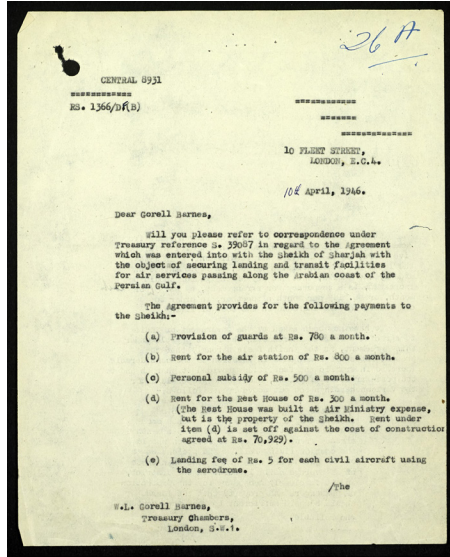 26 A
CENTRAL 8931
============
RS. 1366/DF(B)
============
=======
==============
10 FLEET STREET,
LONDON, E.C.4.
10th April, 1946.
Dear Gorell Barnes,
Will you please refer to correspondence under
Treasury reference S. 39087 in regard to the Agreement
which was entered into with the Sheikh of Sharjah with
the object of securing landing and transit facilities
for air services passing along the Arabian coast of the
Persian Gulf.
The Agreement provides for the following payments to
the Sheikh:-
(a) Provision of guards at Rs. 780 a month.
(b) Rent for the air station of Rs. 800 a month.
(c) Personal subsidy of Rs. 500 a month.
(d) Rent for the Rest House of Rs. 300 a month.
(The Rest House was built at Air Ministry expense,
but is the property of the Sheikh. Rent under
item (d) is set off against the cost of construction
agreed at Rs. 70,929).
(e) Landing fee of Rs. 5 for each civil aircraft using
the aerodrome.
/The
W.L. Gorell Barnes,
Treasury Chambers,
London, S.W.1.